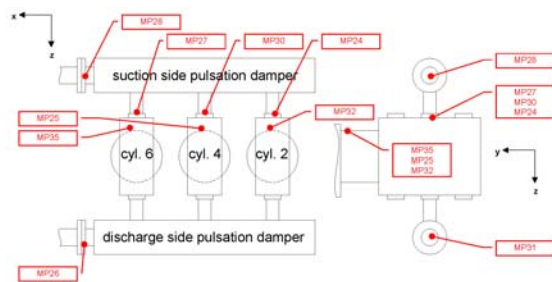 x
z
MP28
MP27
MP30
MP24
suction side pulsation damper
MP25
MP35
MP32
cyl. 6
cyl. 4
cyl. 2
discharge side pulsation damper
MP26
MP28
MP27
MP30
MP24
y
z
MP35
MP25
MP32
MP31